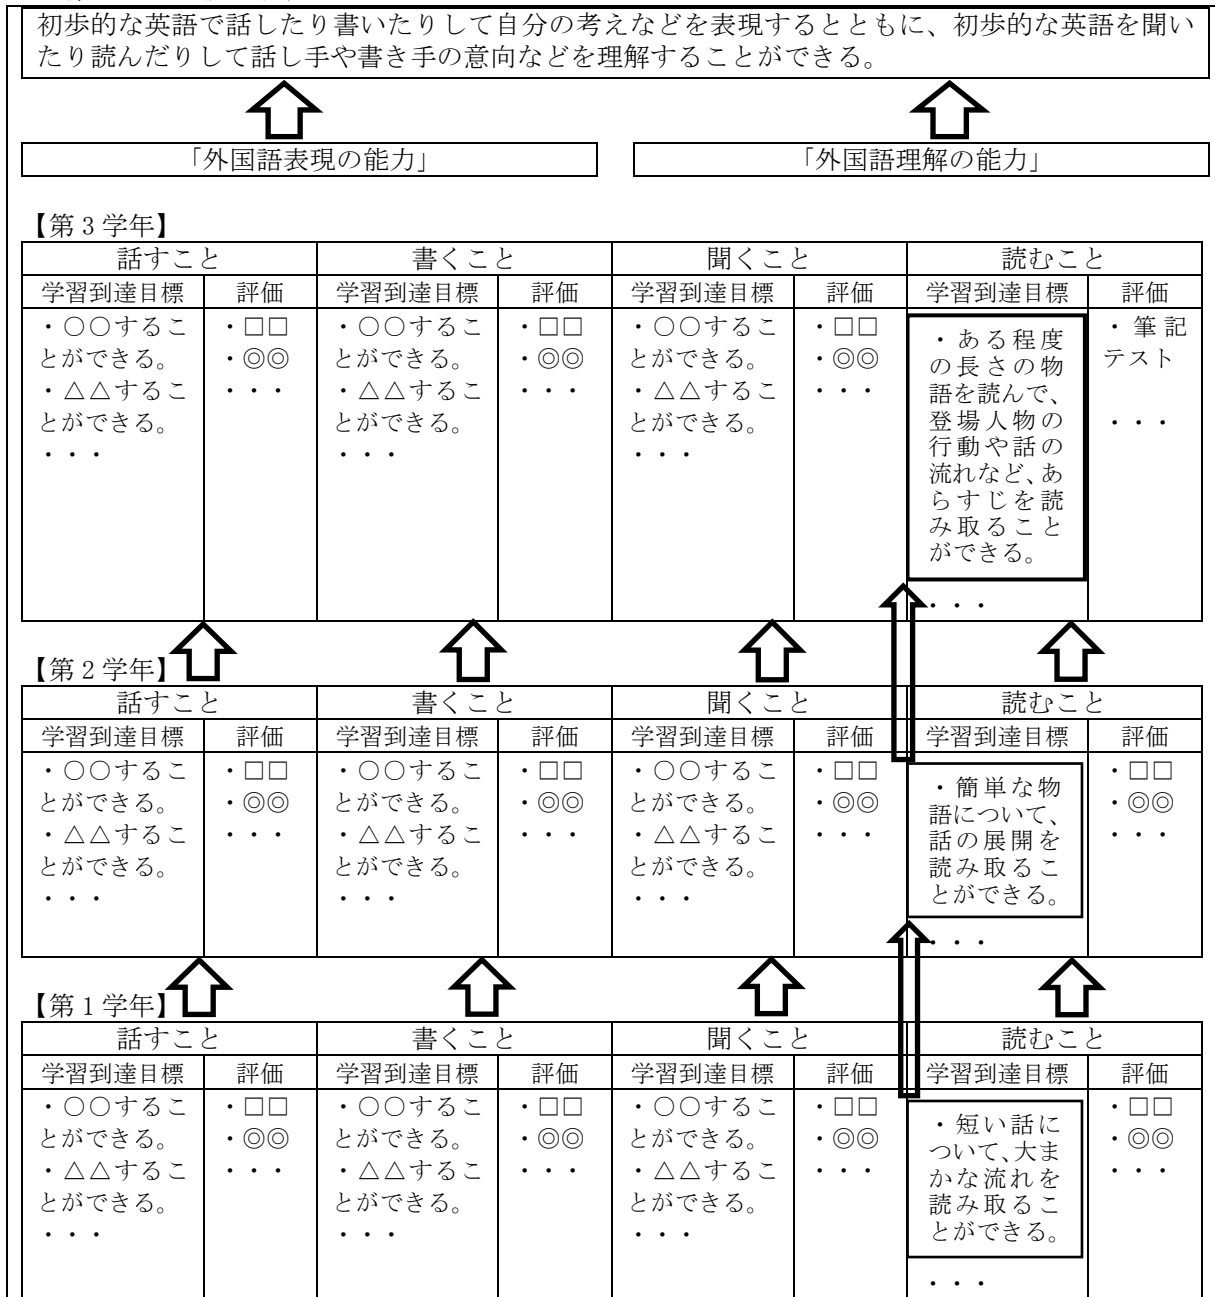 初歩的な英語で話したり書いたりして自分の考えなどを表現するとともに、初歩的な英語を聞い
たり読んだりして話し手や書き手の意向などを理解することができる。
「外国語表現の能力」
「外国語理解の能力」
【第3学年】
話すこと 書くこと 聞くこと 読むこと
学習到達目標 評価 学習到達目標 評価 学習到達目標 評価 学習到達目標 評価
・○○するこ
とができる。
・△△するこ
とができる。
・・・
・□□
・◎◎
・・・
・○○するこ
とができる。
・△△するこ
とができる。
・・・
・□□
・◎◎
・・・
・○○するこ
とができる。
・△△するこ
とができる。
・・・
・□□
・◎◎
・・・
・ある程度
の長さの物
語を読んで、
登場人物の
行動や話の
流れなど、あ
らすじを読
み取ること
ができる。
・・・
・筆記
テスト
・・・
【第2学年】
話すこと 書くこと 聞くこと 読むこと
学習到達目標 評価 学習到達目標 評価 学習到達目標 評価 学習到達目標 評価
・○○するこ
とができる。
・△△するこ
とができる。
・・・
・□□
・◎◎
・・・
・○○するこ
とができる。
・△△するこ
とができる。
・・・
・□□
・◎◎
・・・
・○○するこ
とができる。
・△△するこ
とができる。
・・・
・□□
・◎◎
・・・
・簡単な物
語について、
話の展開を
読み取るこ
とができる。
・・・
・□□
・◎◎
・・・
【第1学年】
話すこと 書くこと 聞くこと 読むこと
学習到達目標 評価 学習到達目標 評価 学習到達目標 評価 学習到達目標 評価
・○○するこ
とができる。
・△△するこ
とができる。
・・・
・□□
・◎◎
・・・
・○○するこ
とができる。
・△△するこ
とができる。
・・・
・□□
・◎◎
・・・
・○○するこ
とができる。
・△△するこ
とができる。
・・・
・□□
・◎◎
・・・
・短い話に
ついて、大ま
かな流れを
読み取るこ
とができる。
・・・
・□□
・◎◎
・・・